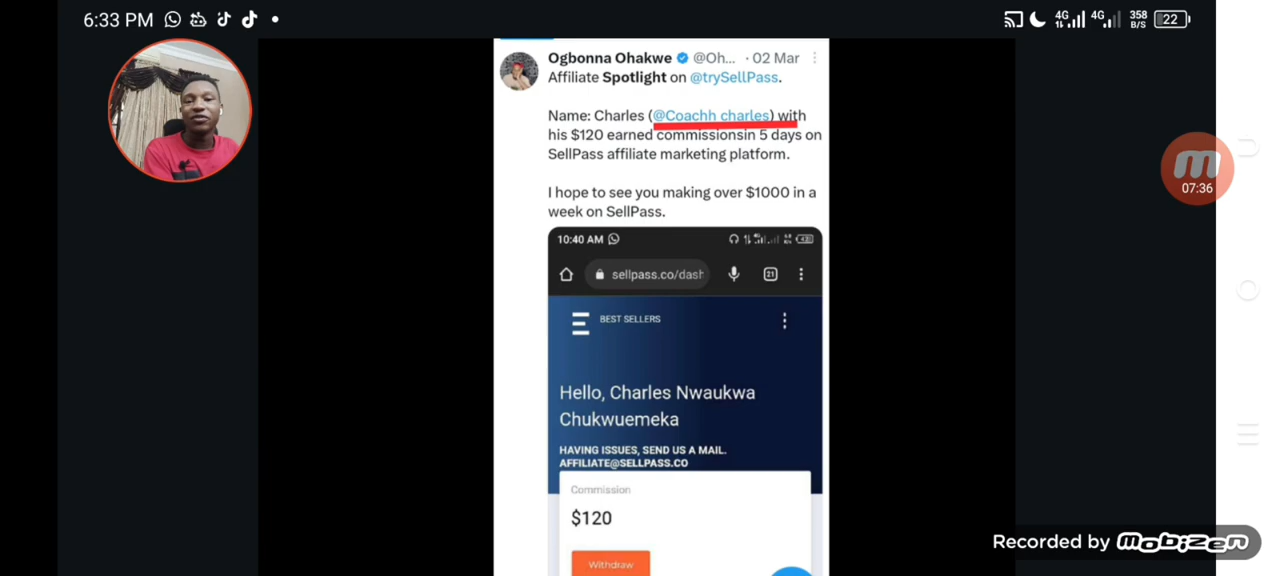 6:33 PM
4G 4G 358 B/S 22
Ogbonna Ohakwe @Oh... · 02 Mar
Affiliate Spotlight on @trySellPass.
Name: Charles (@Coachh charles) with
his $120 earned commissionsin 5 days on
SellPass affiliate marketing platform.
I hope to see you making over $1000 in a
week on SellPass.
10:40 AM
sellpass.co/dash
21
BEST SELLERS
Hello, Charles Nwaukwa
Chukwuemeka
HAVING ISSUES, SEND US A MAIL.
AFFILIATE@SELLPASS.CO
Commission
$120
Withdraw
07:36
Recorded by mobizen